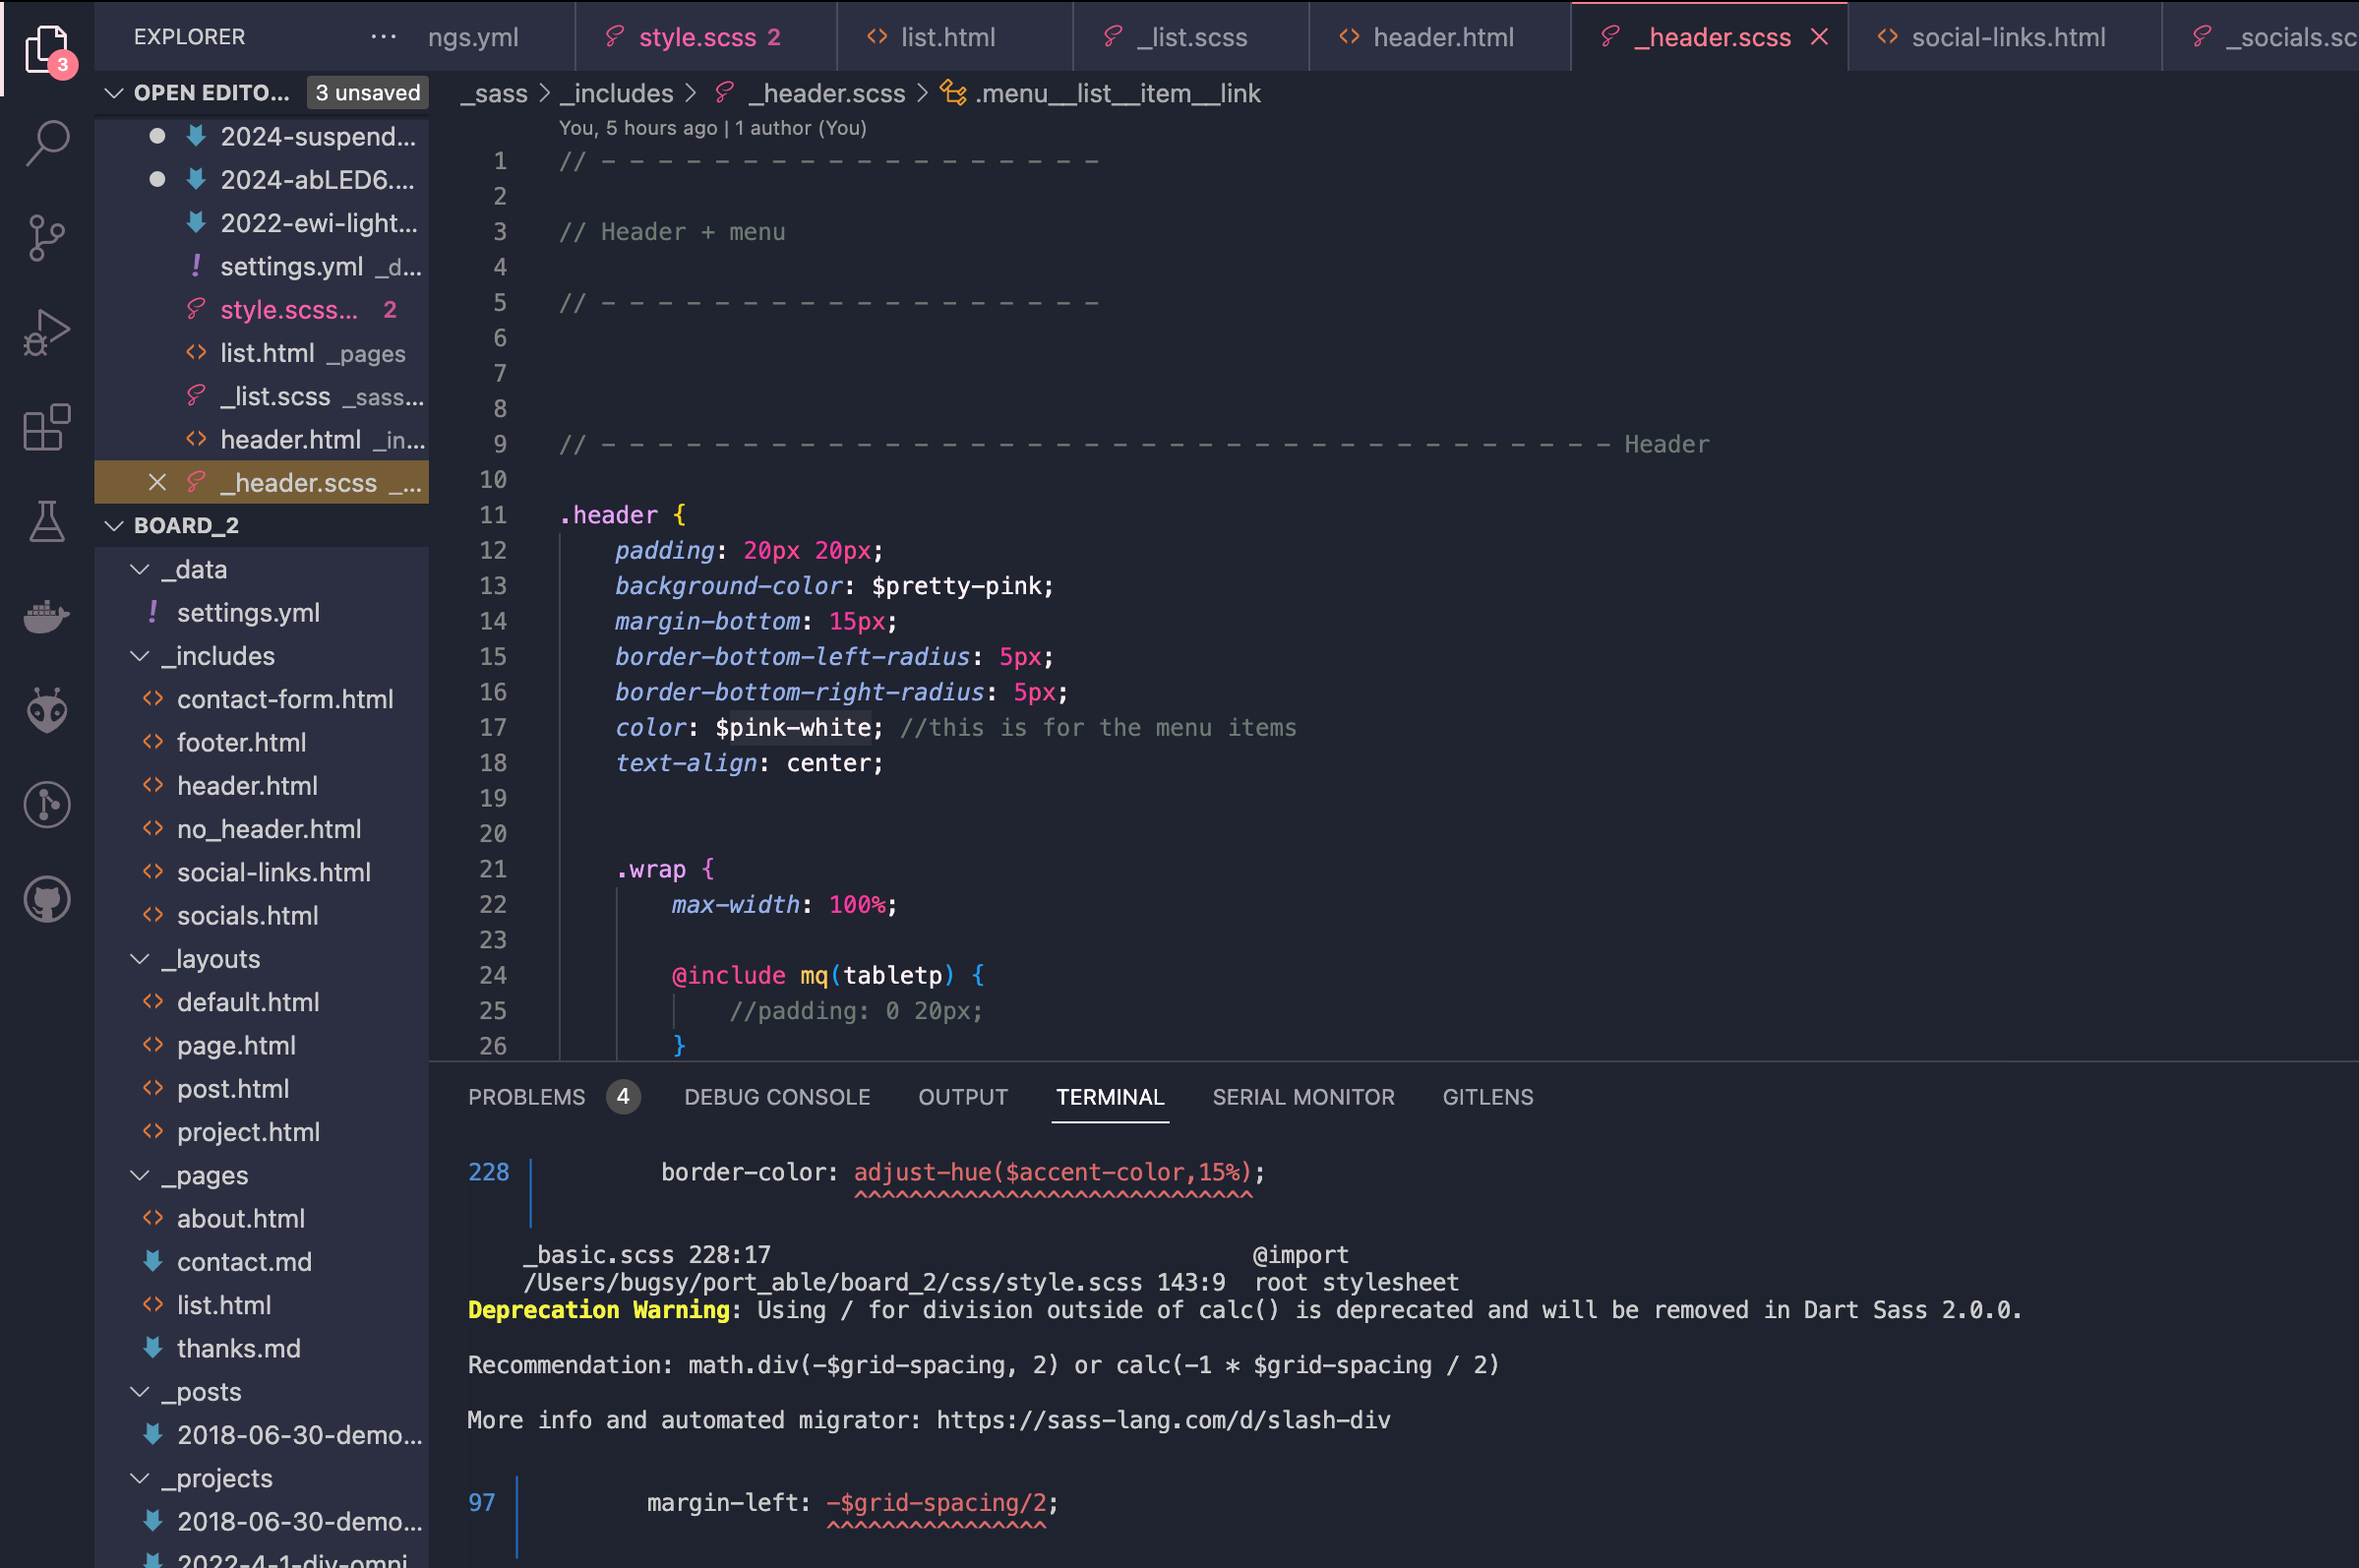 EXPLORER
3
ngs.yml
style.scss 2
list.html
_list.scss
header.html
_header.scss
social-links.html
_socials.sc
OPEN EDITO... 3 unsaved
2024-suspend...
2024-abLED6....
2022-ewi-light...
settings.yml _d...
style.scss... 2
list.html _pages
_list.scss _sass...
header.html _in...
_header.scss _...
BOARD_2
_data
settings.yml
_includes
contact-form.html
footer.html
header.html
no_header.html
social-links.html
socials.html
_layouts
default.html
page.html
post.html
project.html
_pages
about.html
contact.md
list.html
thanks.md
_posts
2018-06-30-demo...
_projects
2018-06-30-demo...
2022-4-1-div-omni
_sass > _includes > _header.scss > .menu__list__item__link
You, 5 hours ago | 1 author (You)
1 // - - - - - - - - - - - - - - - - - -
2
3 // Header + menu
4
5 // - - - - - - - - - - - - - - - - - -
6
7
8
9 // - - - - - - - - - - - - - - - - - - - - - - - - - - - - - - - - - - - - Header
10
11 .header {
12 padding: 20px 20px;
13 background-color: $pretty-pink;
14 margin-bottom: 15px;
15 border-bottom-left-radius: 5px;
16 border-bottom-right-radius: 5px;
17 color: $pink-white; //this is for the menu items
18 text-align: center;
19
20
21 .wrap {
22 max-width: 100%;
23
24 @include mq(tabletp) {
25 //padding: 0 20px;
26 }
PROBLEMS 4 DEBUG CONSOLE OUTPUT TERMINAL SERIAL MONITOR GITLENS
228 border-color: adjust-hue($accent-color,15%);
^^^^^^^^^^^^^^^^^^^^^^^^^^^^^
_basic.scss 228:17 @import
/Users/bugsy/port_able/board_2/css/style.scss 143:9 root stylesheet
Deprecation Warning: Using / for division outside of calc() is deprecated and will be removed in Dart Sass 2.0.0.
Recommendation: math.div(-$grid-spacing, 2) or calc(-1 * $grid-spacing / 2)
More info and automated migrator: https://sass-lang.com/d/slash-div
97 margin-left: -$grid-spacing/2;
^^^^^^^^^^^^^^^^